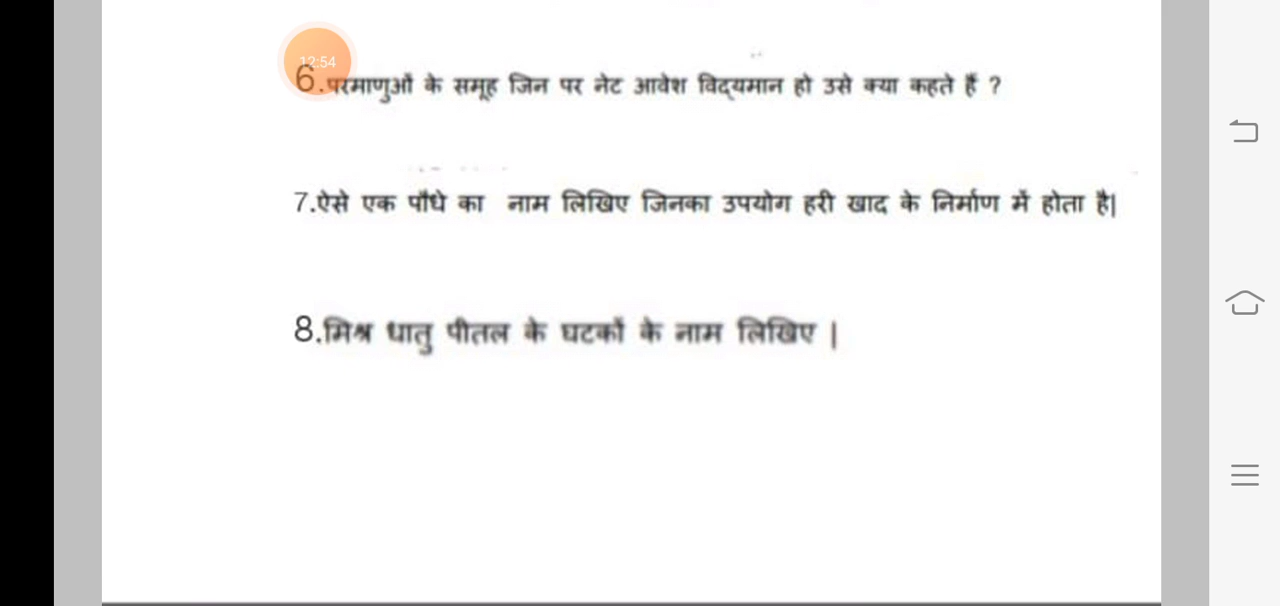 12:54
6.परमाणुओं के समूह जिन पर नेट आवेश विद्यमान हो उसे क्या कहते हैं ?
7.ऐसे एक पौधे का नाम लिखिए जिनका उपयोग हरी खाद के निर्माण में होता है|
8.मिश्र धातु पीतल के घटकों के नाम लिखिए |